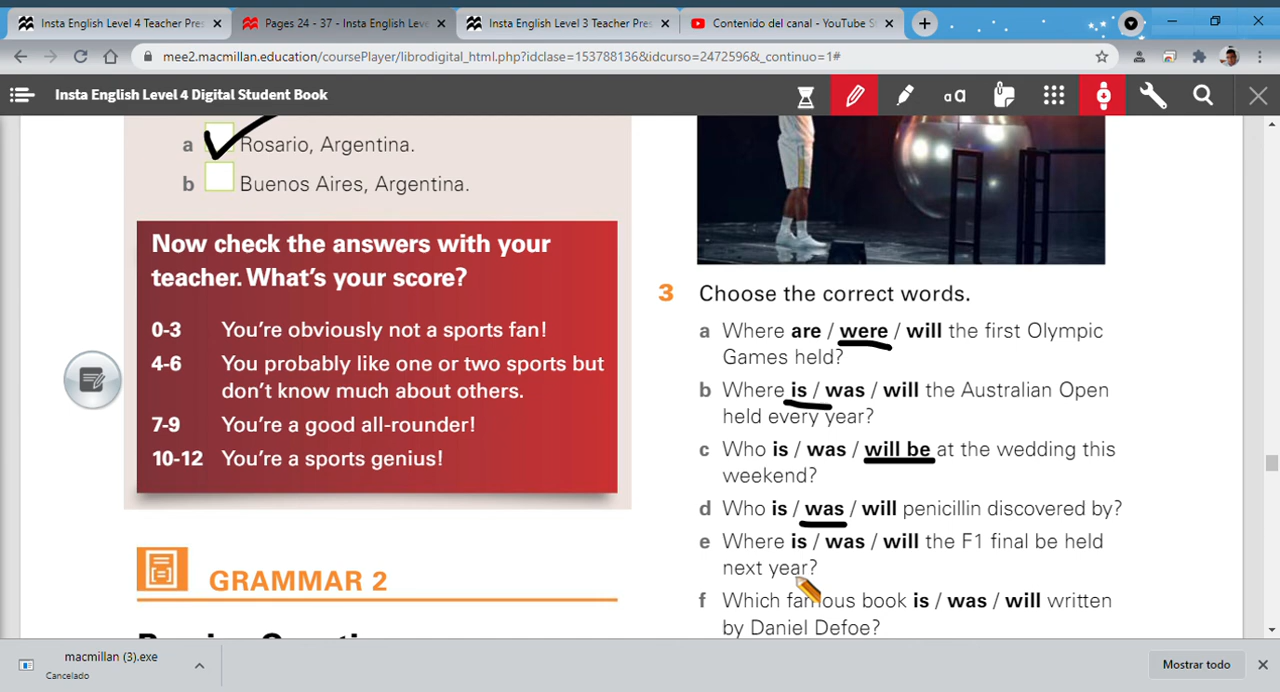 Insta English Level 4 Teacher Pres
Pages 24 - 37 - Insta English Leve
Insta English Level 3 Teacher Pres
Contenido del canal - YouTube S
mee2.macmillan.education/coursePlayer/librodigital_html.php?idclase=153788136&idcurso=2472596&_continuo=1#
Insta English Level 4 Digital Student Book
aa
a Rosario, Argentina.
b Buenos Aires, Argentina.
Now check the answers with your
teacher. What's your score?
0-3 You're obviously not a sports fan!
4-6 You probably like one or two sports but
don't know much about others.
7-9 You're a good all-rounder!
10-12 You're a sports genius!
GRAMMAR 2
3 Choose the correct words.
a Where are / were / will the first Olympic
Games held?
b Where is / was / will the Australian Open
held every year?
c Who is / was / will be at the wedding this
weekend?
d Who is / was / will penicillin discovered by?
e Where is / was / will the F1 final be held
next year?
f Which famous book is / was / will written
by Daniel Defoe?
macmillan (3).exe
Cancelado
Mostrar todo